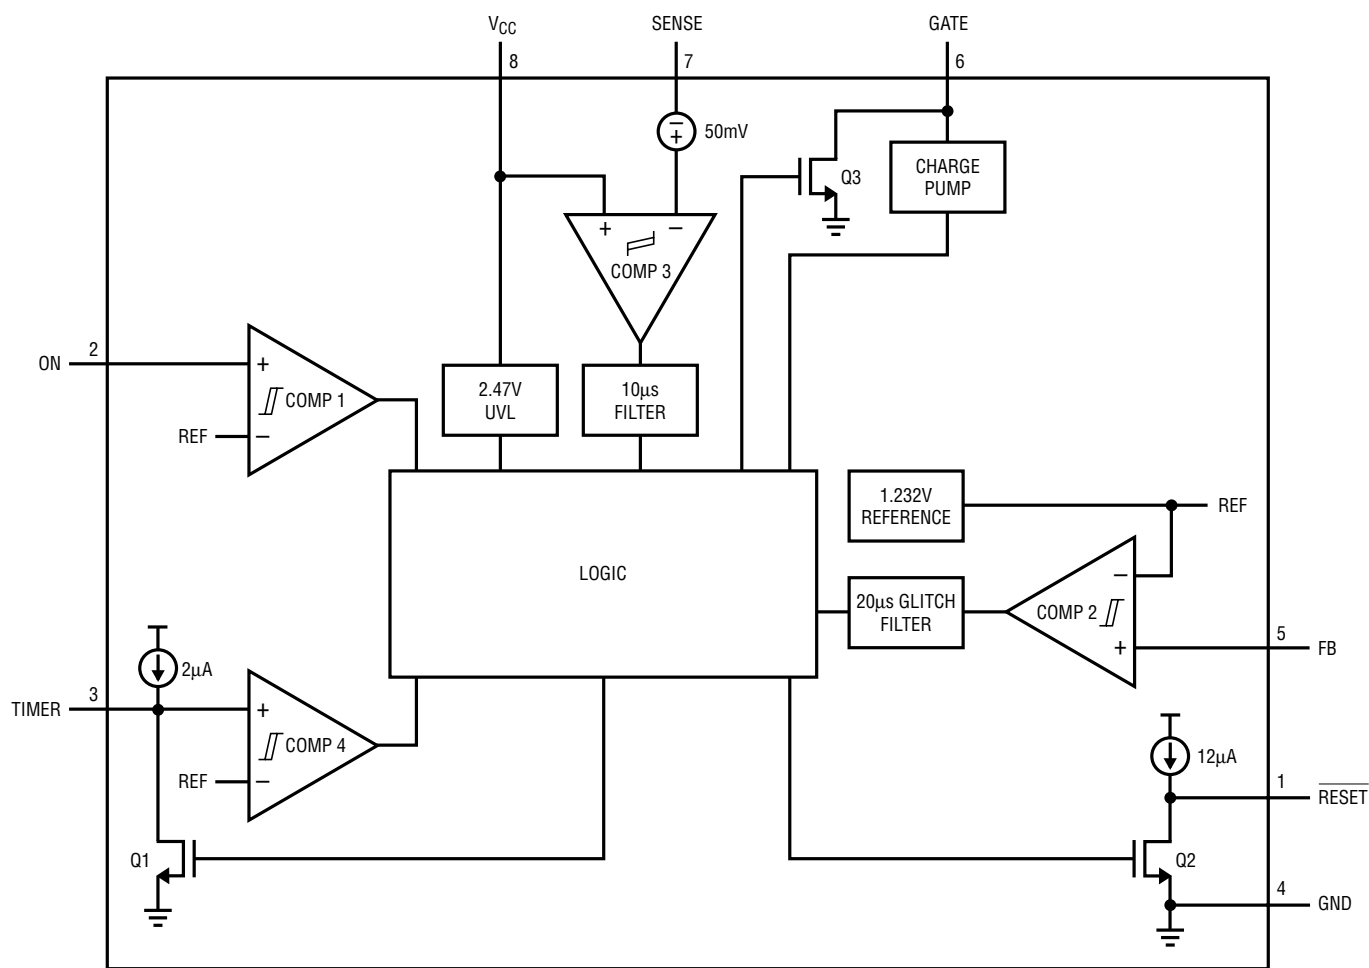 VCC
SENSE
GATE
8
7
6
−
+
50mV
Q3
CHARGE
PUMP
+
−
COMP 3
ON
2
+
COMP 1
REF
−
2.47V
UVL
10µs
FILTER
1.232V
REFERENCE
REF
LOGIC
20µs GLITCH
FILTER
−
COMP 2
+
5
FB
2µA
TIMER
3
+
COMP 4
REF
−
12µA
1
RESET
Q1
Q2
4
GND